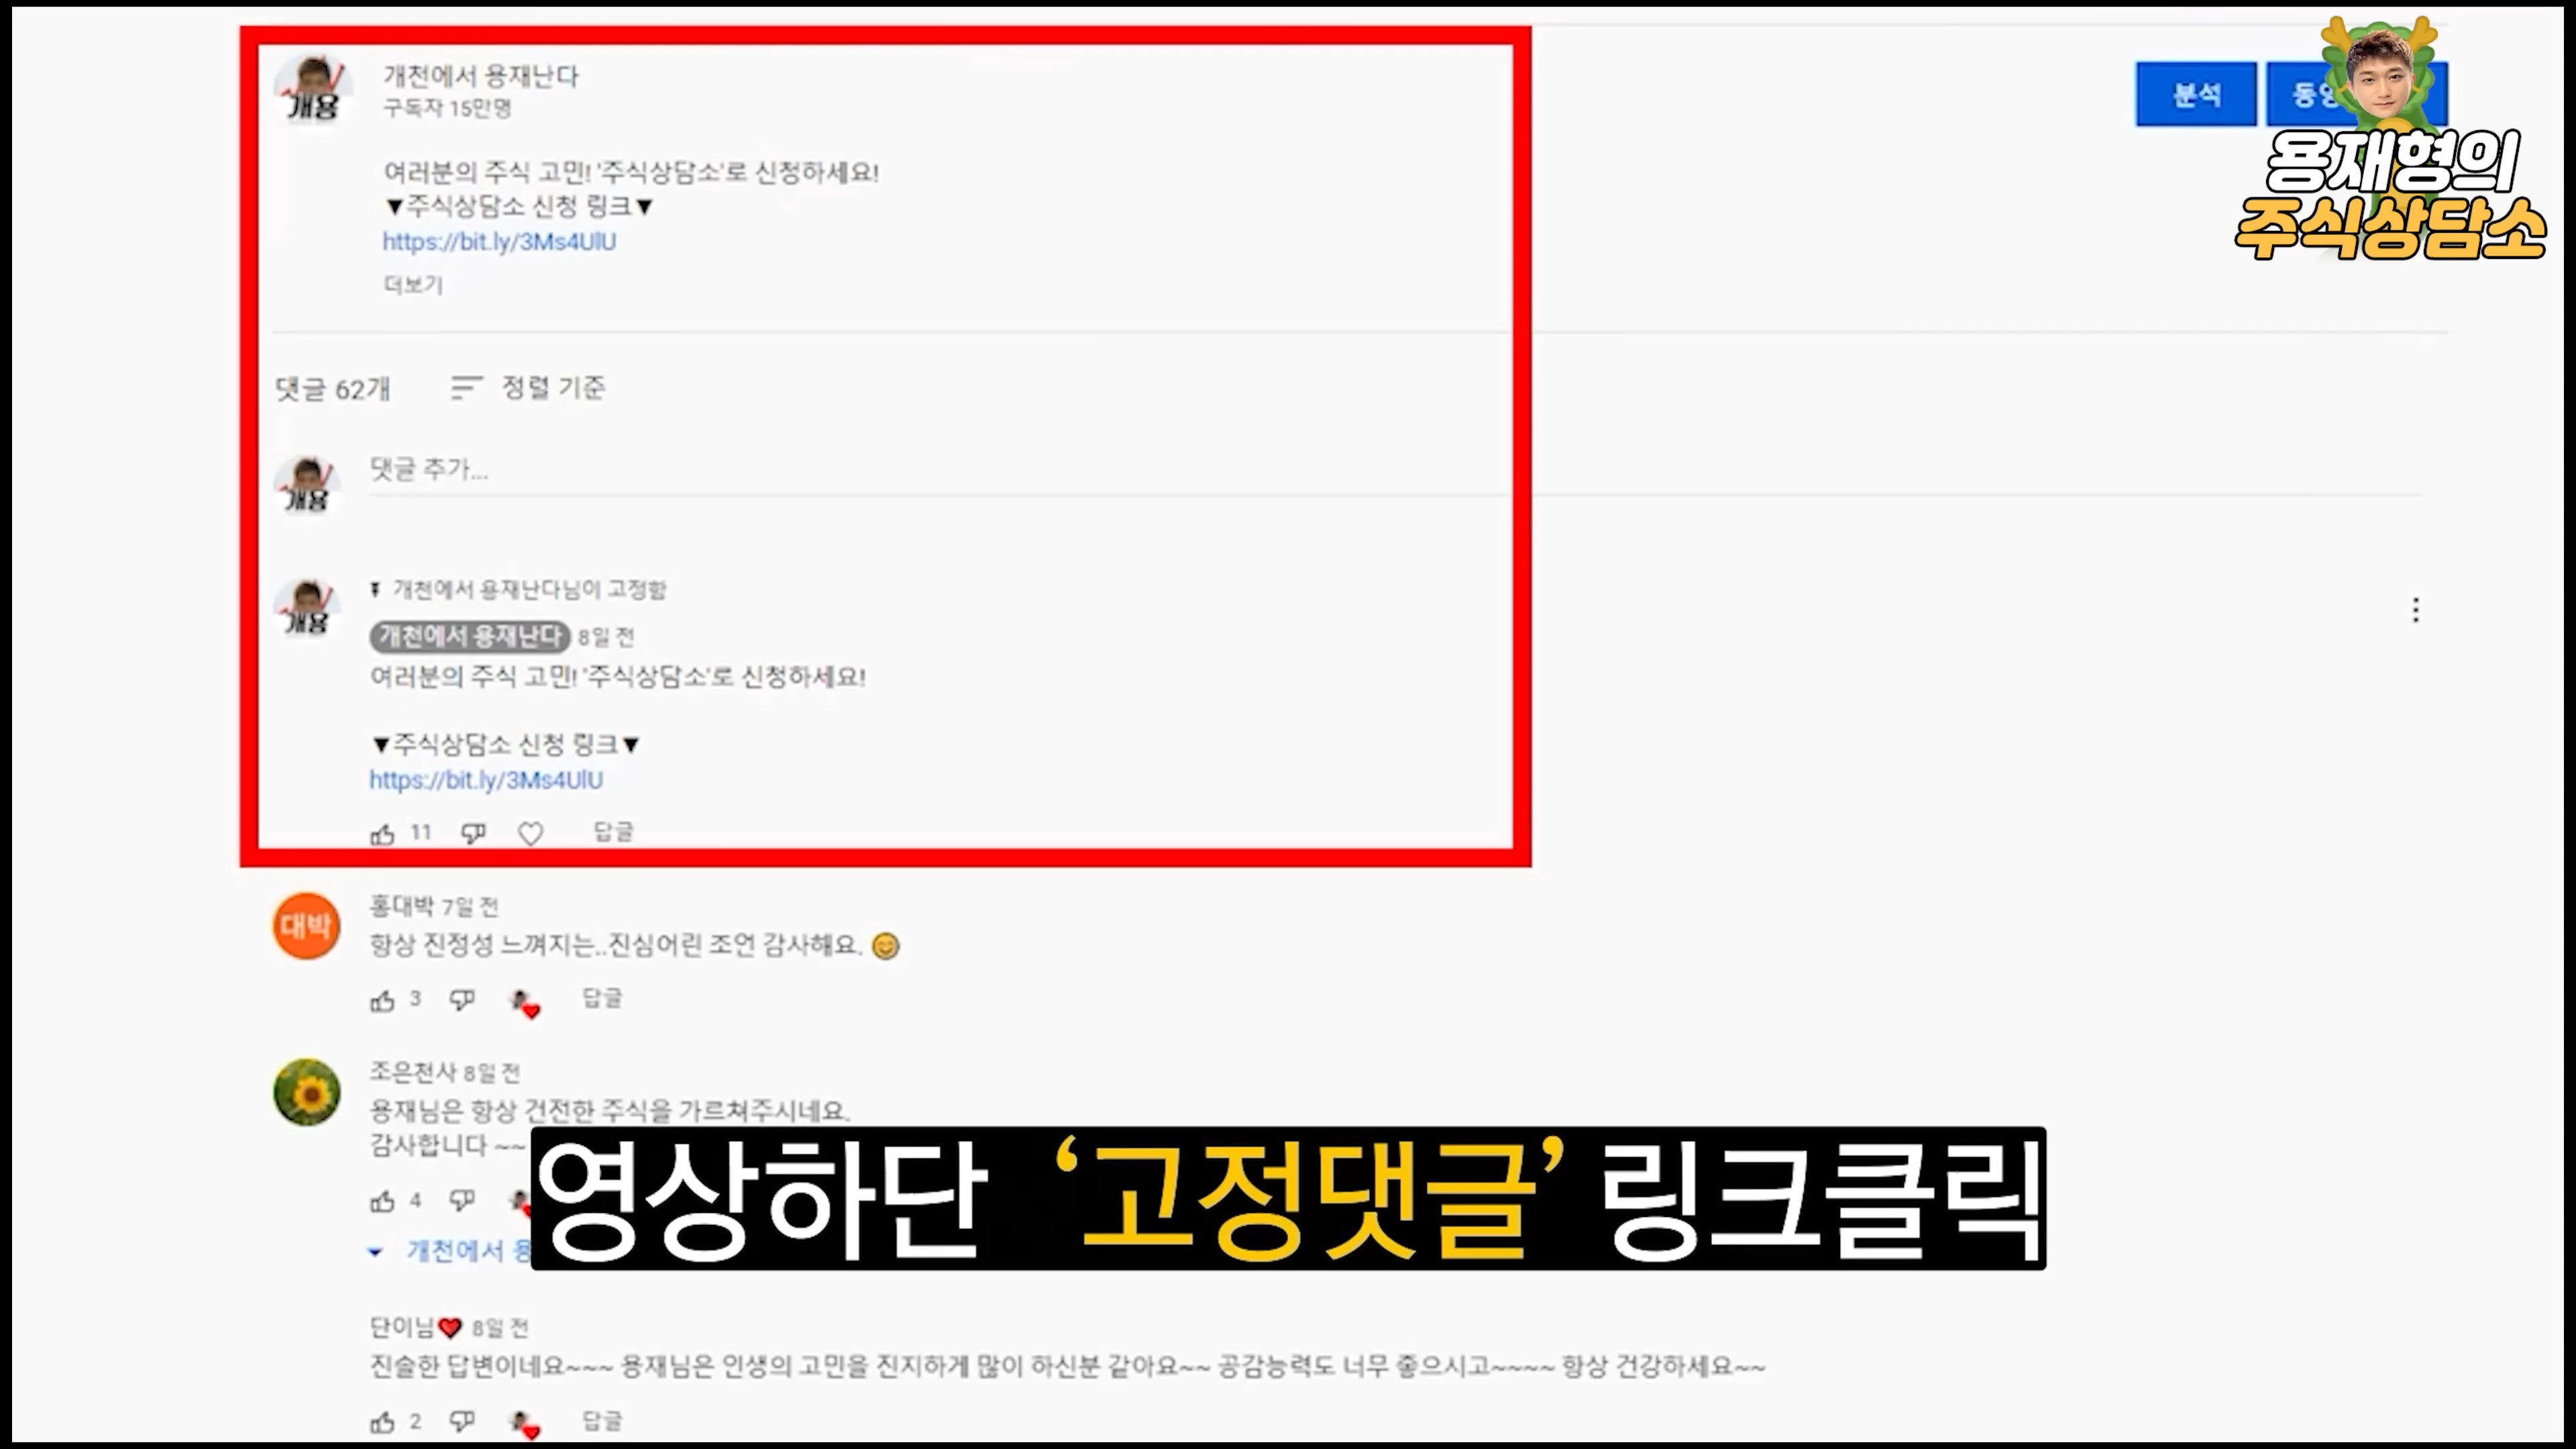 개천에서 용재난다
구독자 15만명
개용
분석
동영
용재형의
주식상담소
여러분의 주식 고민! '주식상담소'로 신청하세요!
▼주식상담소 신청 링크▼
https://bit.ly/3Ms4UlU
더보기
댓글 62개 정렬 기준
개용
댓글 추가...
개용
개천에서 용재난다님이 고정함
개천에서 용재난다 8일 전
여러분의 주식 고민! '주식상담소'로 신청하세요!
▼주식상담소 신청 링크▼
https://bit.ly/3Ms4UlU
11 답글
대박
홍대박 7일 전
항상 진정성 느껴지는..진심어린 조언 감사해요. 😊
3 답글
조은천사 8일 전
용재님은 항상 건전한 주식을 가르쳐주시네요.
감사합니다 ~~
4
개천에서 용
영상하단 ‘고정댓글’ 링크클릭
단이님❤ 8일 전
진솔한 답변이네요~~~ 용재님은 인생의 고민을 진지하게 많이 하신분 같아요~~ 공감능력도 너무 좋으시고~~~~ 항상 건강하세요~~
2 답글